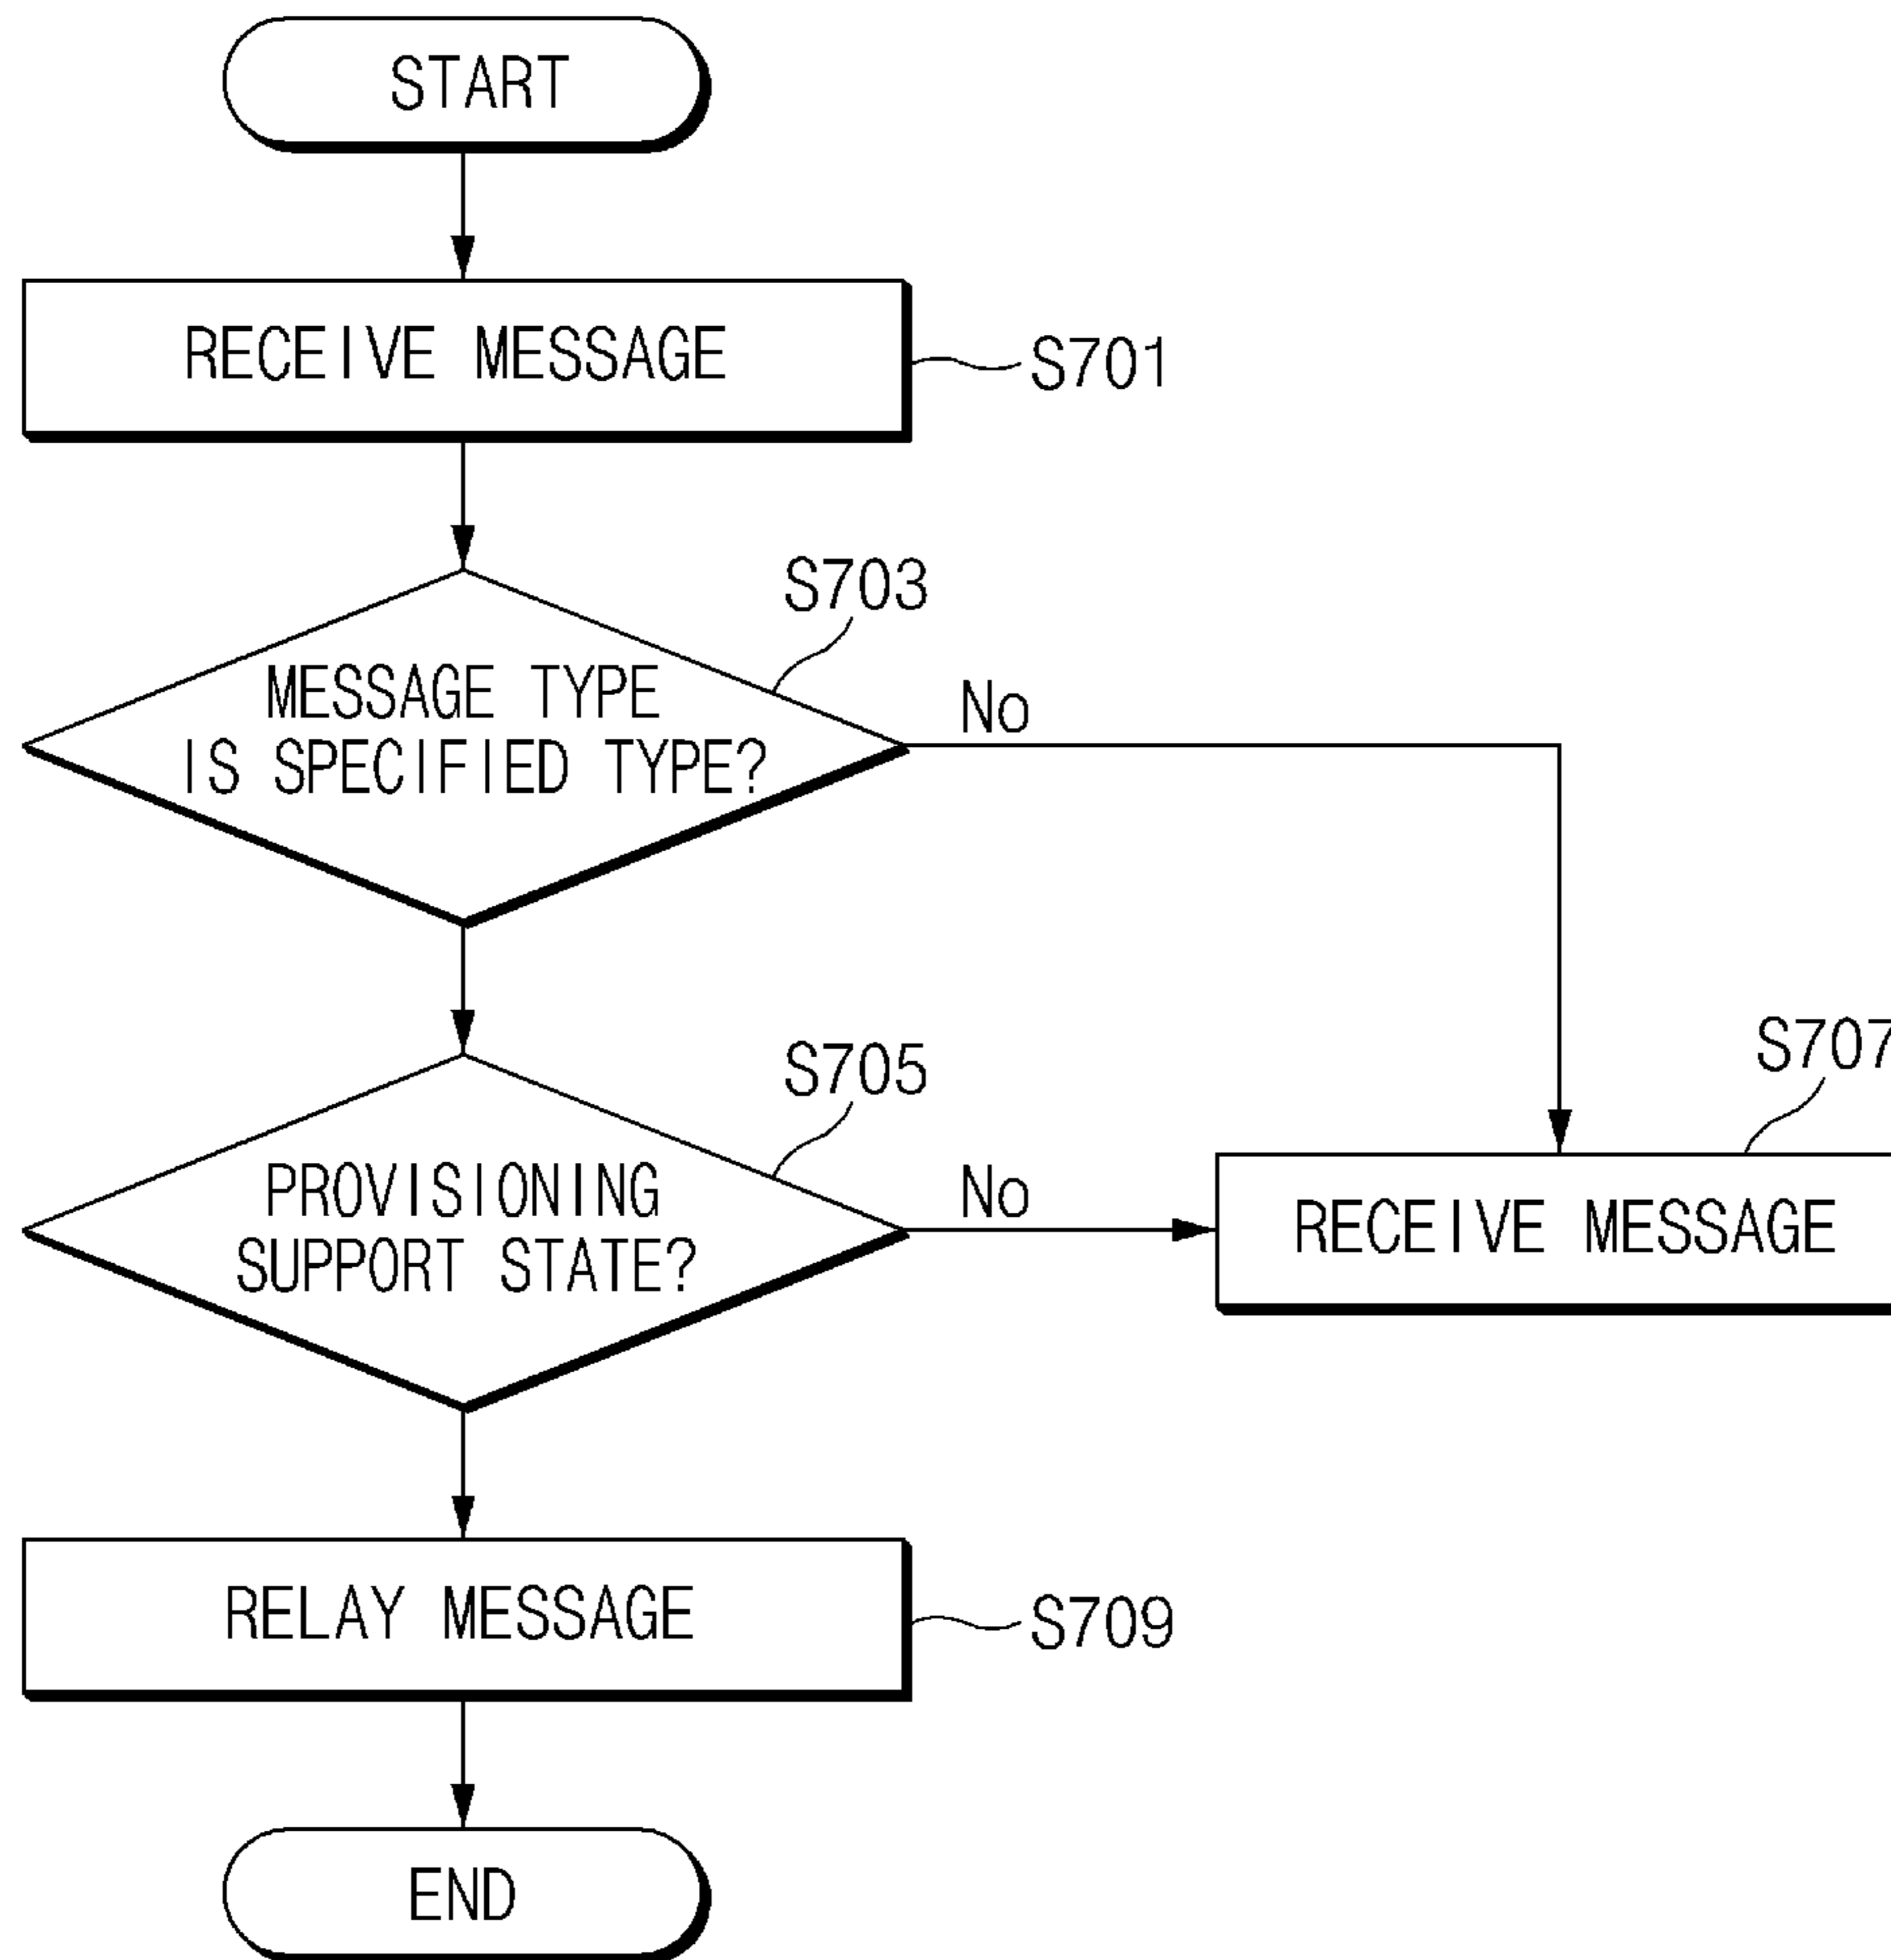 START
RECEIVE MESSAGE
S701
S703
MESSAGE TYPE
IS SPECIFIED TYPE?
No
S705
PROVISIONING
SUPPORT STATE?
No
S707
RECEIVE MESSAGE
RELAY MESSAGE
S709
END